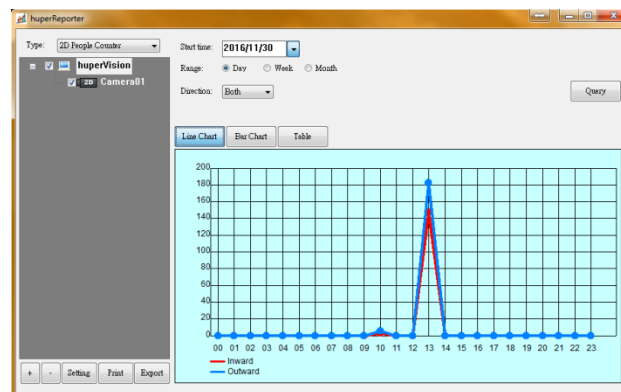 huperReporter
Type: 2D People Counter
huperVision
2D Camera01
Start time: 2016/11/30
Range: Day Week Month
Direction: Both
Query
Line Chart Bar Chart Table
200
180
160
140
120
100
80
60
40
20
0
00 01 02 03 04 05 06 07 08 09 10 11 12 13 14 15 16 17 18 19 20 21 22 23
Inward
Outward
+ - Setting Print Export